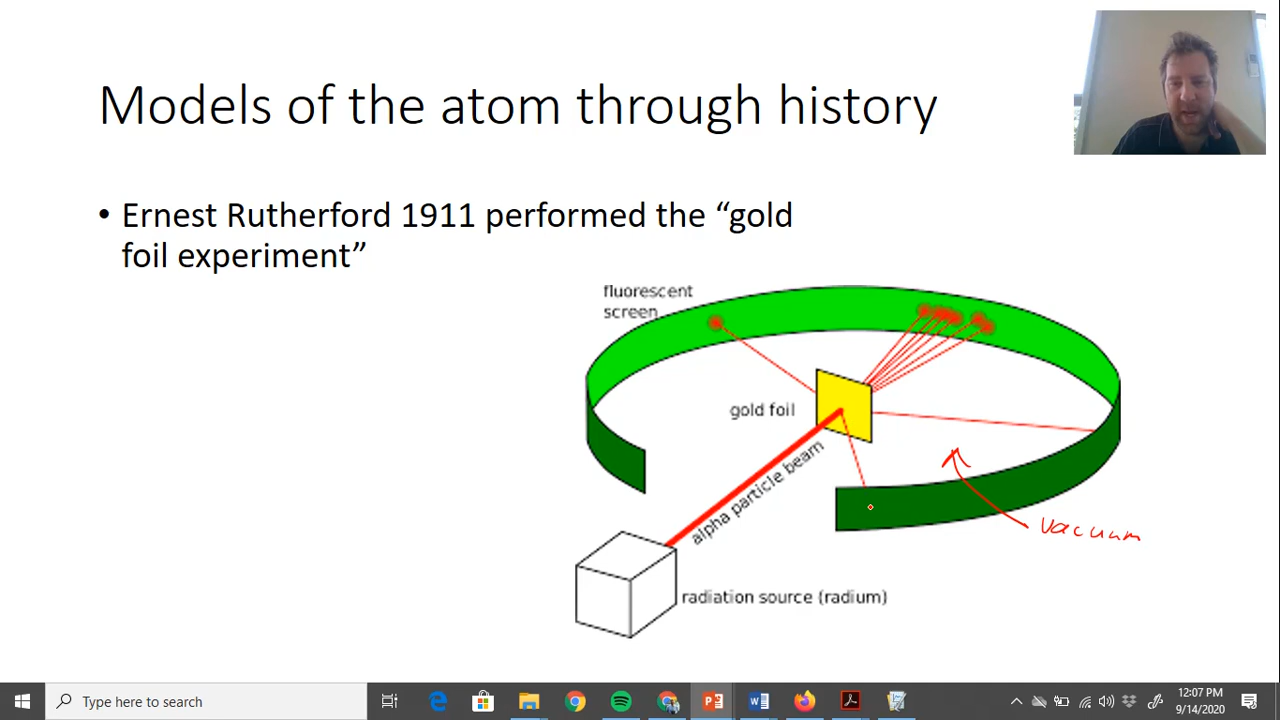 Models of the atom through history
• Ernest Rutherford 1911 performed the “gold
foil experiment”
fluorescent
screen
gold foil
alpha particle beam
vacuum
radiation source (radium)
Type here to search
12:07 PM
9/14/2020